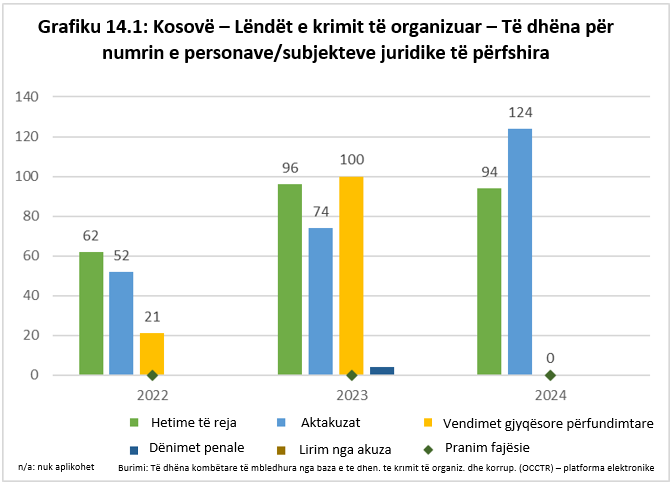 Grafiku 14.1: Kosovë – Lëndët e krimit të organizuar – Të dhëna për
numrin e personave/subjekteve juridike të përfshira
140
120
100
80
60
40
20
0
62
52
21
96
74
100
94
124
0
2022
2023
2024
Hetime të reja
Aktakuzat
Vendimet gjyqësore përfundimtare
Dënimet penale
Lirim nga akuza
Pranim fajësie
n/a: nuk aplikohet
Burimi: Të dhëna kombëtare të mbledhura nga baza e te dhen. te krimit të organiz. dhe korrup. (OCCTR) – platforma elektronike